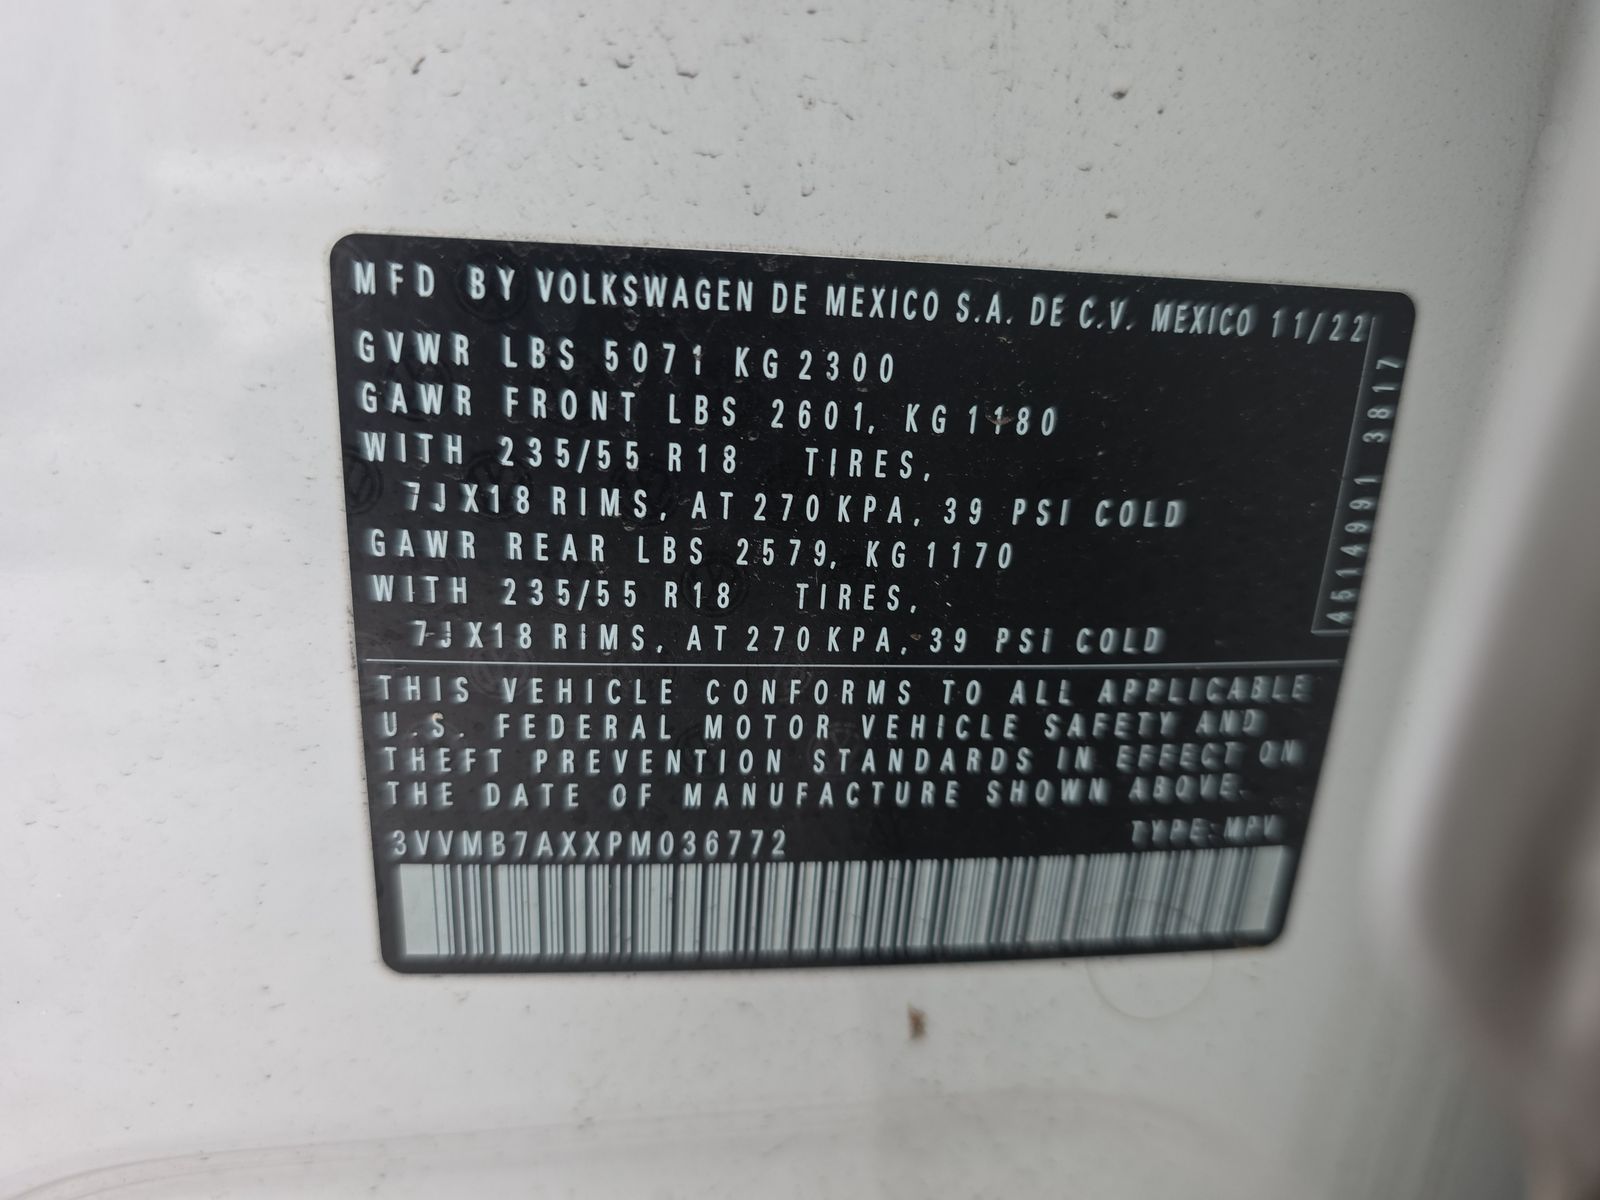 MFD BY VOLKSWAGEN DE MEXICO S.A. DE C.V. MEXICO 11/22
GVWR LBS 5071 KG 2300
GAWR FRONT LBS 2601, KG 1180
WITH 235/55 R18 TIRES,
7JX18 RIMS, AT 270 KPA, 39 PSI COLD
GAWR REAR LBS 2579, KG 1170
WITH 235/55 R18 TIRES,
7JX18 RIMS, AT 270 KPA, 39 PSI COLD
4514991 3817
THIS VEHICLE CONFORMS TO ALL APPLICABLE
U.S. FEDERAL MOTOR VEHICLE SAFETY AND
THEFT PREVENTION STANDARDS IN EFFECT ON
THE DATE OF MANUFACTURE SHOWN ABOVE.
3VVMB7AXXPM036772 TYPE: MPV